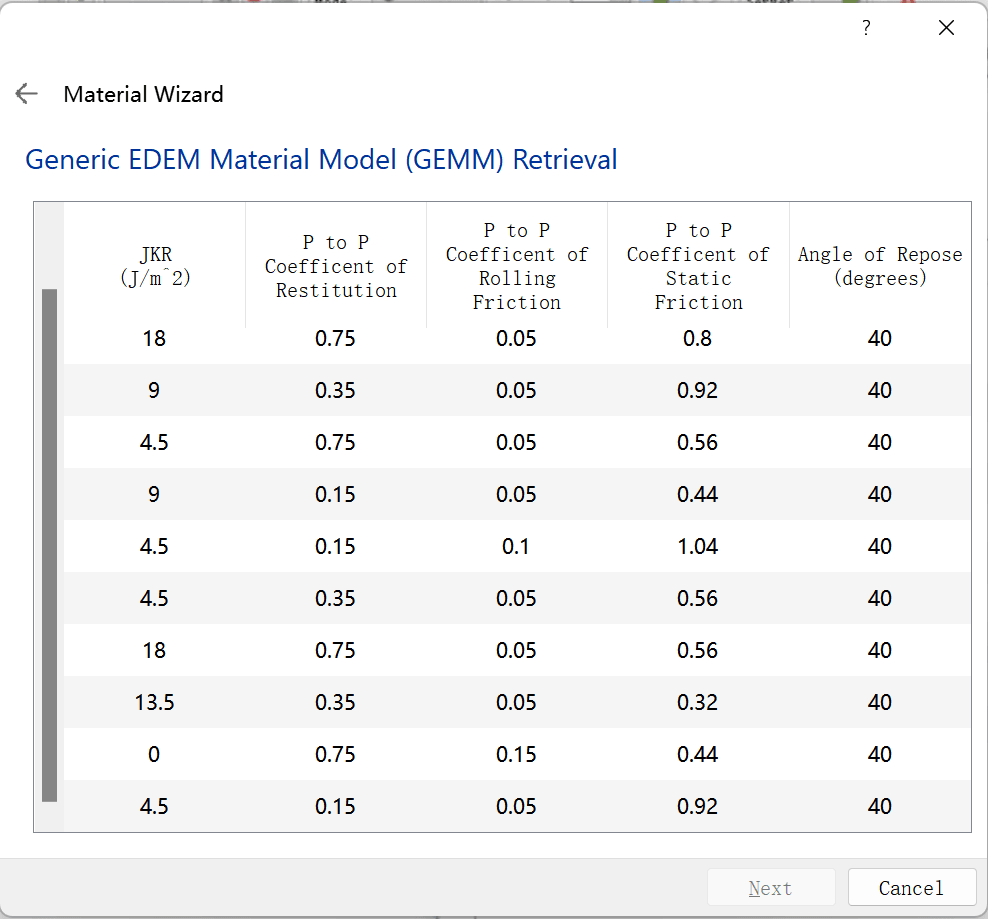 ?
Material Wizard
Generic EDEM Material Model (GEMM) Retrieval
JKR
(J/m^2)
P to P
Coefficent of
Restitution
P to P
Coefficent of
Rolling
Friction
P to P
Coefficent of
Static
Friction
Angle of Repose
(degrees)
18 0.75 0.05 0.8 40
9 0.35 0.05 0.92 40
4.5 0.75 0.05 0.56 40
9 0.15 0.05 0.44 40
4.5 0.15 0.1 1.04 40
4.5 0.35 0.05 0.56 40
18 0.75 0.05 0.56 40
13.5 0.35 0.05 0.32 40
0 0.75 0.15 0.44 40
4.5 0.15 0.05 0.92 40
Next Cancel